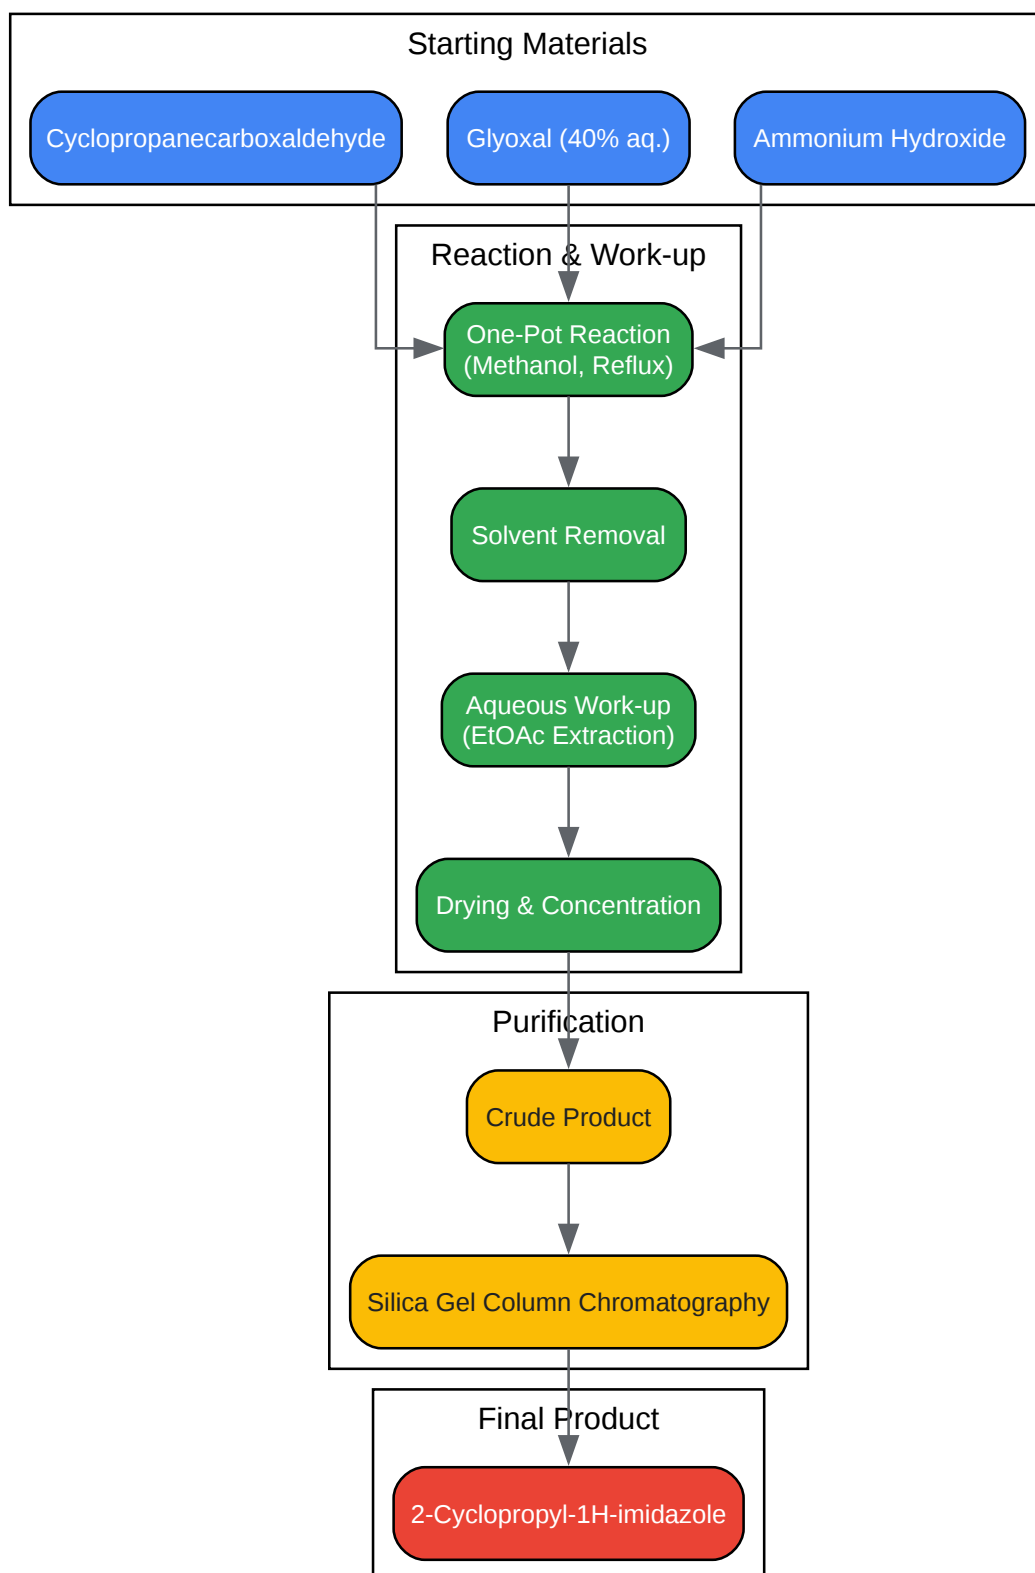 Starting Materials
Cyclopropanecarboxaldehyde
Glyoxal (40% aq.)
Ammonium Hydroxide
Reaction & Work-up
One-Pot Reaction
(Methanol, Reflux)
Solvent Removal
Aqueous Work-up
(EtOAc Extraction)
Drying & Concentration
Purification
Crude Product
Silica Gel Column Chromatography
Final Product
2-Cyclopropyl-1H-imidazole